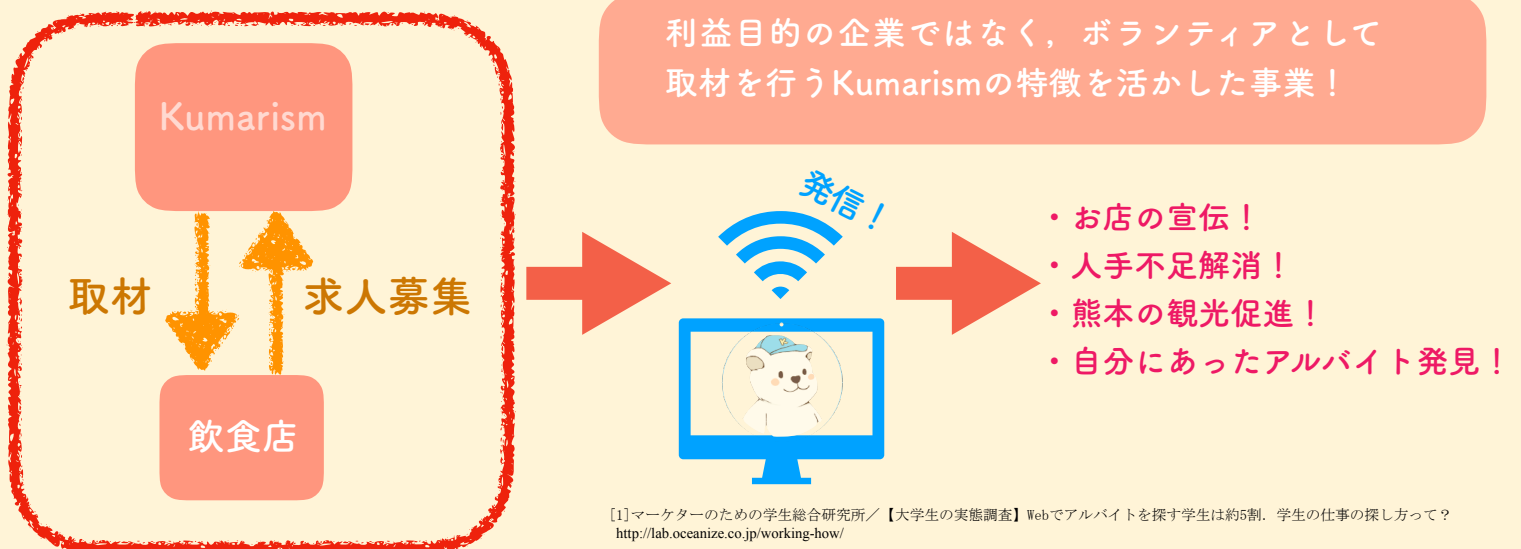 利益目的の企業ではなく，ボランティアとして
取材を行うKumarismの特徴を活かした事業！
Kumarism
取材
求人募集
飲食店
発信！
・お店の宣伝！
・人手不足解消！
・熊本の観光促進！
・自分にあったアルバイト発見！
[1]マーケターのための学生総合研究所／【大学生の実態調査】Webでアルバイトを探す学生は約5割．学生の仕事の探し方って？
http://lab.oceanize.co.jp/working-how/